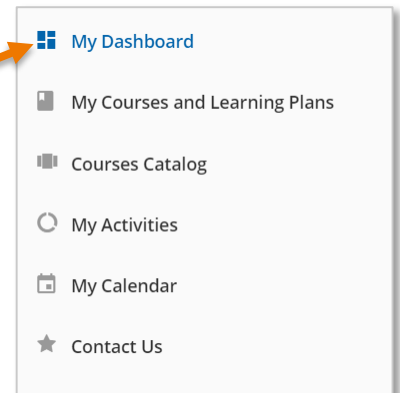 My Dashboard
My Courses and Learning Plans
Courses Catalog
My Activities
My Calendar
Contact Us